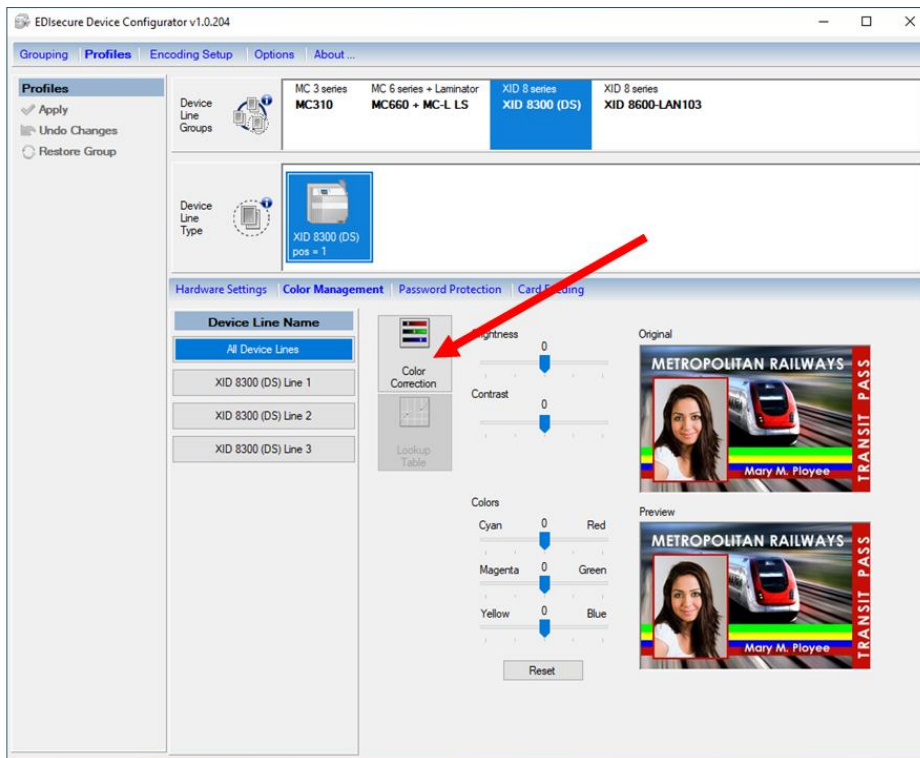 EDIsecure Device Configurator v1.0.204
Grouping Profiles Encoding Setup Options About ...
Profiles
Apply
Undo Changes
Restore Group
Device
Line
Groups
MC 3 series
MC310
MC 6 series + Laminator
MC660 + MC-L LS
XID 8 series
XID 8300 (DS)
XID 8 series
XID 8600-LAN103
Device
Line
Type
XID 8300 (DS)
pos = 1
Hardware Settings Color Management Password Protection Card
Device Line Name
All Device Lines
XID 8300 (DS) Line 1
XID 8300 (DS) Line 2
XID 8300 (DS) Line 3
Color
Correction
Lookup
Table
0
Contrast
0
Colors
Cyan 0 Red
Magenta 0 Green
Yellow 0 Blue
Reset
Original
METROPOLITAN RAILWAYS
TRANSIT PASS
Mary M. Ployee
Preview
METROPOLITAN RAILWAYS
TRANSIT PASS
Mary M. Ployee